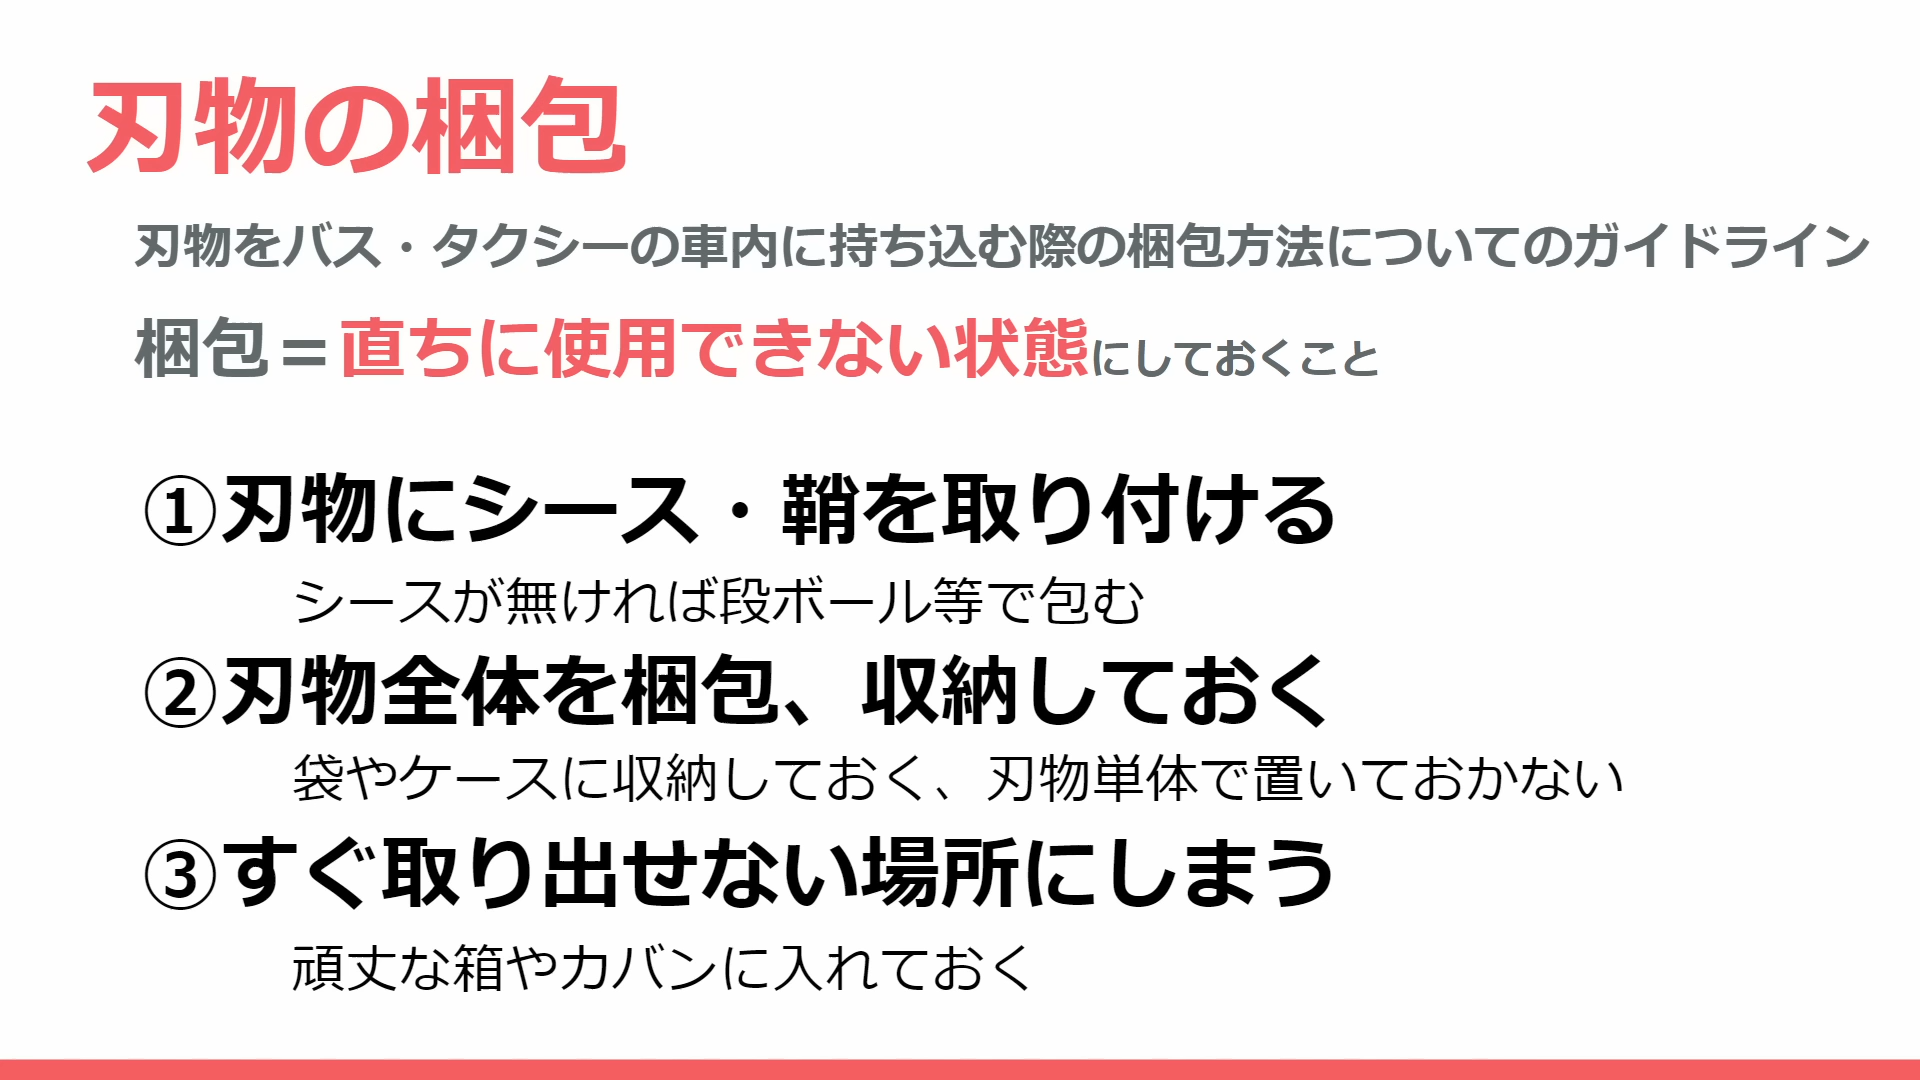 刃物の梱包
刃物をバス・タクシーの車内に持ち込む際の梱包方法についてのガイドライン
梱包＝直ちに使用できない状態にしておくこと
①刃物にシース・鞘を取り付ける
シースが無ければ段ボール等で包む
②刃物全体を梱包、収納しておく
袋やケースに収納しておく、刃物単体で置いておかない
③すぐ取り出せない場所にしまう
頑丈な箱やカバンに入れておく